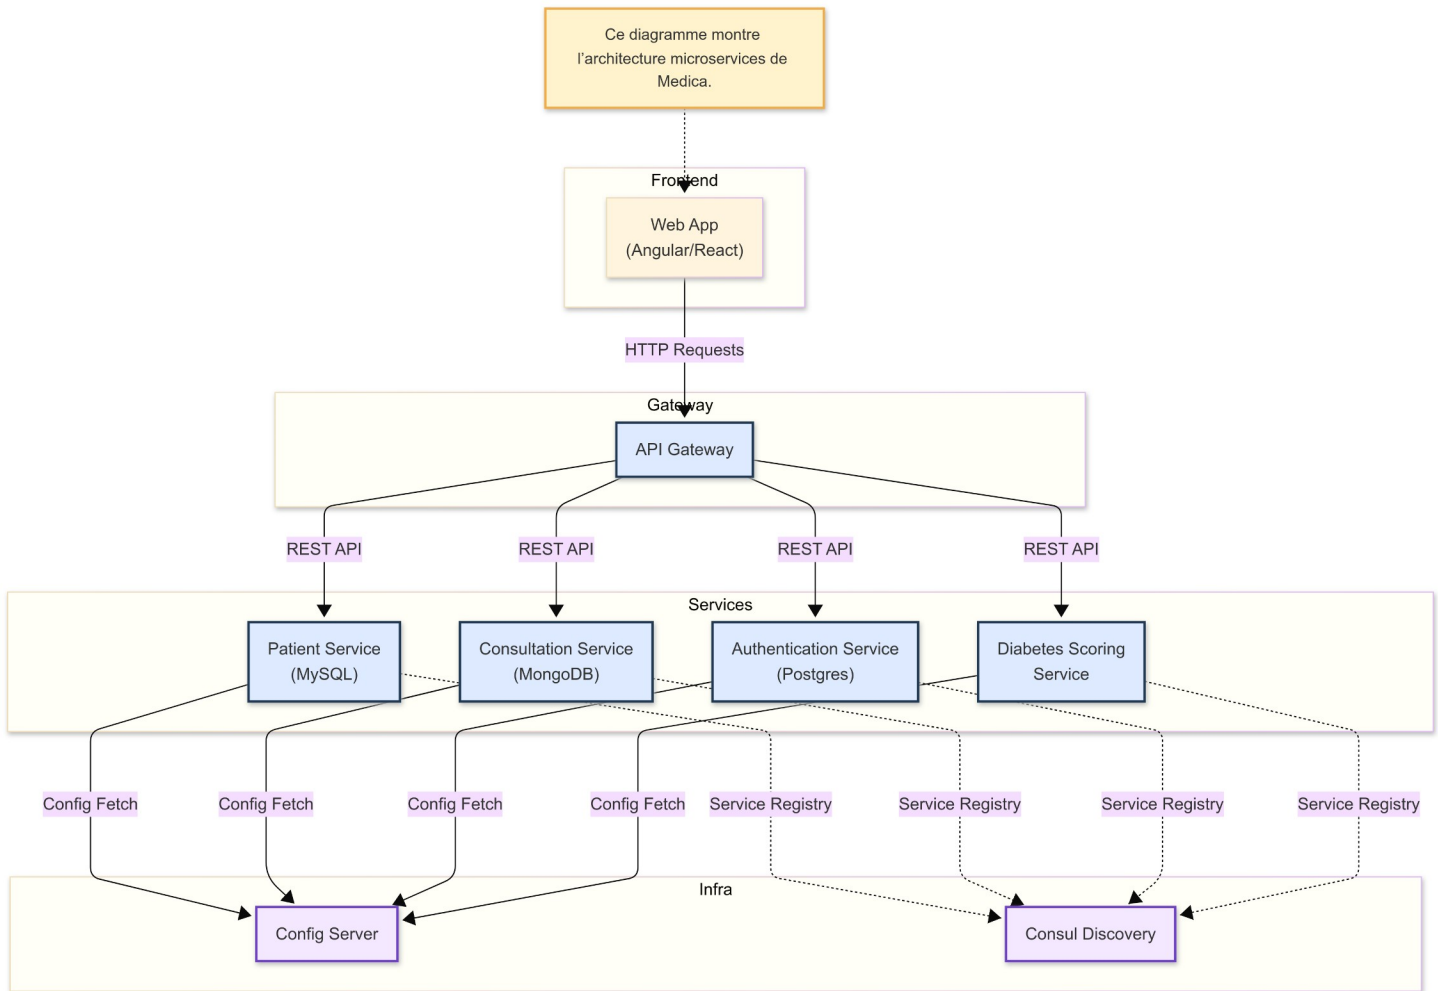 Ce diagramme montre
l’architecture microservices de
Medica.
Frontend
Web App
(Angular/React)
HTTP Requests
Gateway
API Gateway
REST API
REST API
REST API
REST API
Services
Patient Service
(MySQL)
Consultation Service
(MongoDB)
Authentication Service
(Postgres)
Diabetes Scoring
Service
Config Fetch
Config Fetch
Config Fetch
Config Fetch
Service Registry
Service Registry
Service Registry
Service Registry
Infra
Config Server
Consul Discovery